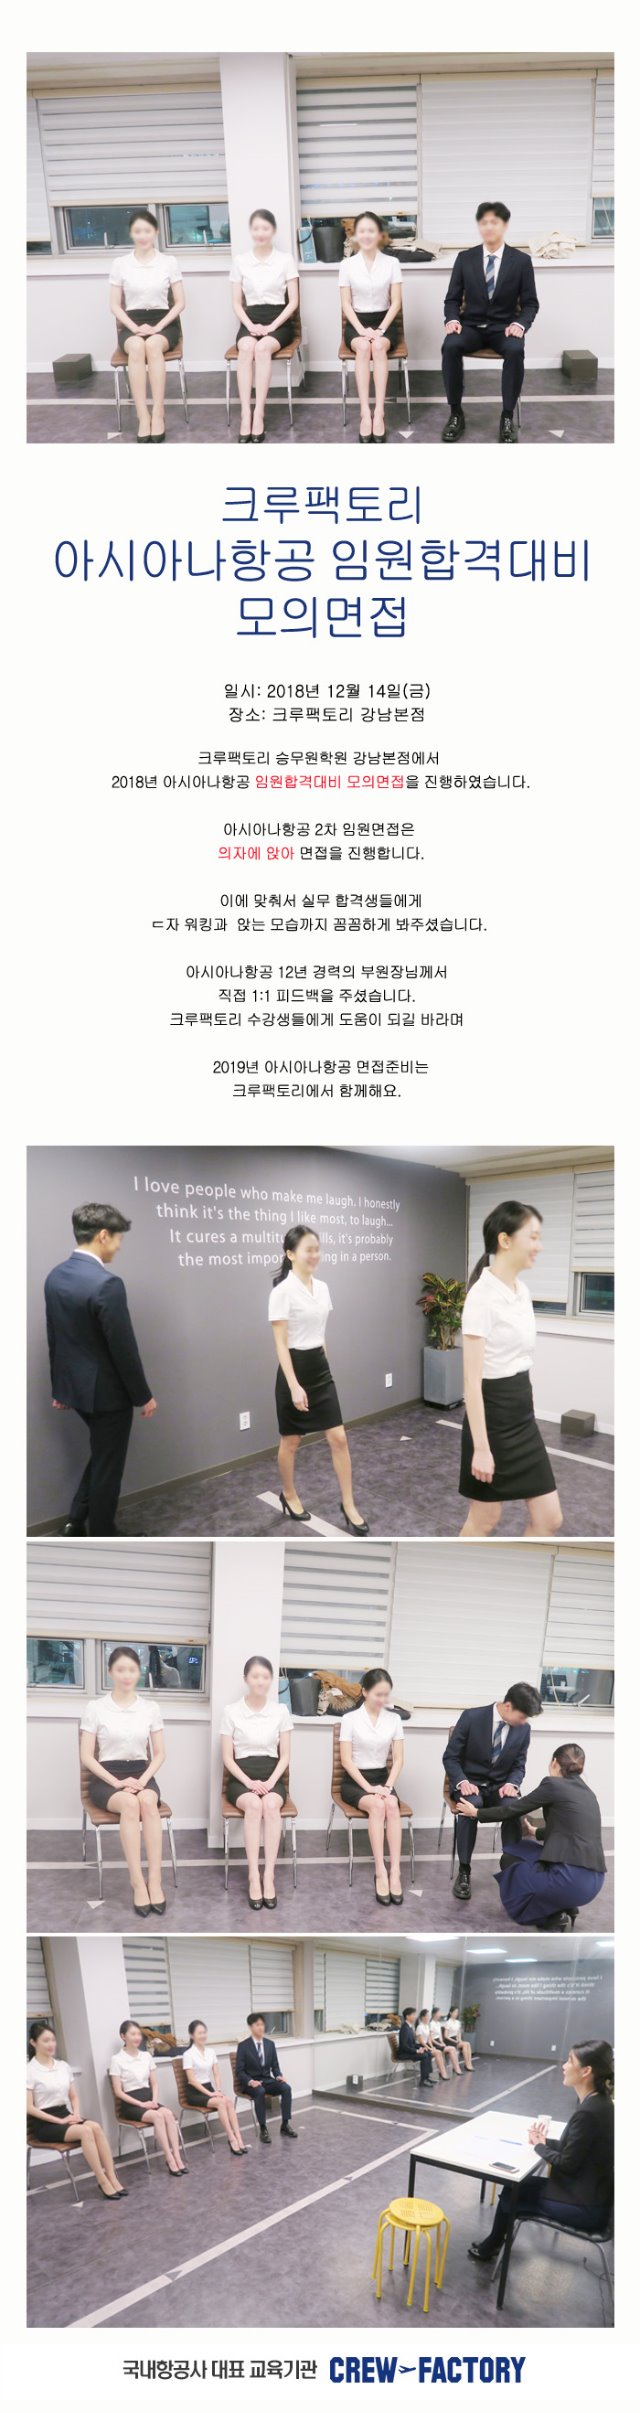 크루팩토리
아시아나항공 임원합격대비
모의면접
일시: 2018년 12월 14일(금)
장소: 크루팩토리 강남본점
크루팩토리 승무원학원 강남본점에서
2018년 아시아나항공 임원합격대비 모의면접을 진행하였습니다.
아시아나항공 2차 임원면접은
의자에 앉아 면접을 진행합니다.
이에 맞춰서 실무 합격생들에게
ㄷ자 워킹과 앉는 모습까지 꼼꼼하게 봐주셨습니다.
아시아나항공 12년 경력의 부원장님께서
직접 1:1 피드백을 주셨습니다.
크루팩토리 수강생들에게 도움이 되길 바라며
2019년 아시아나항공 면접준비는
크루팩토리에서 함께해요.
I love people who make me laugh. I honestly
think it's the thing I like most, to laugh...
It cures a multitu ills, it's probably
the most impor ing in a person.
국내항공사 대표 교육기관 CREW FACTORY